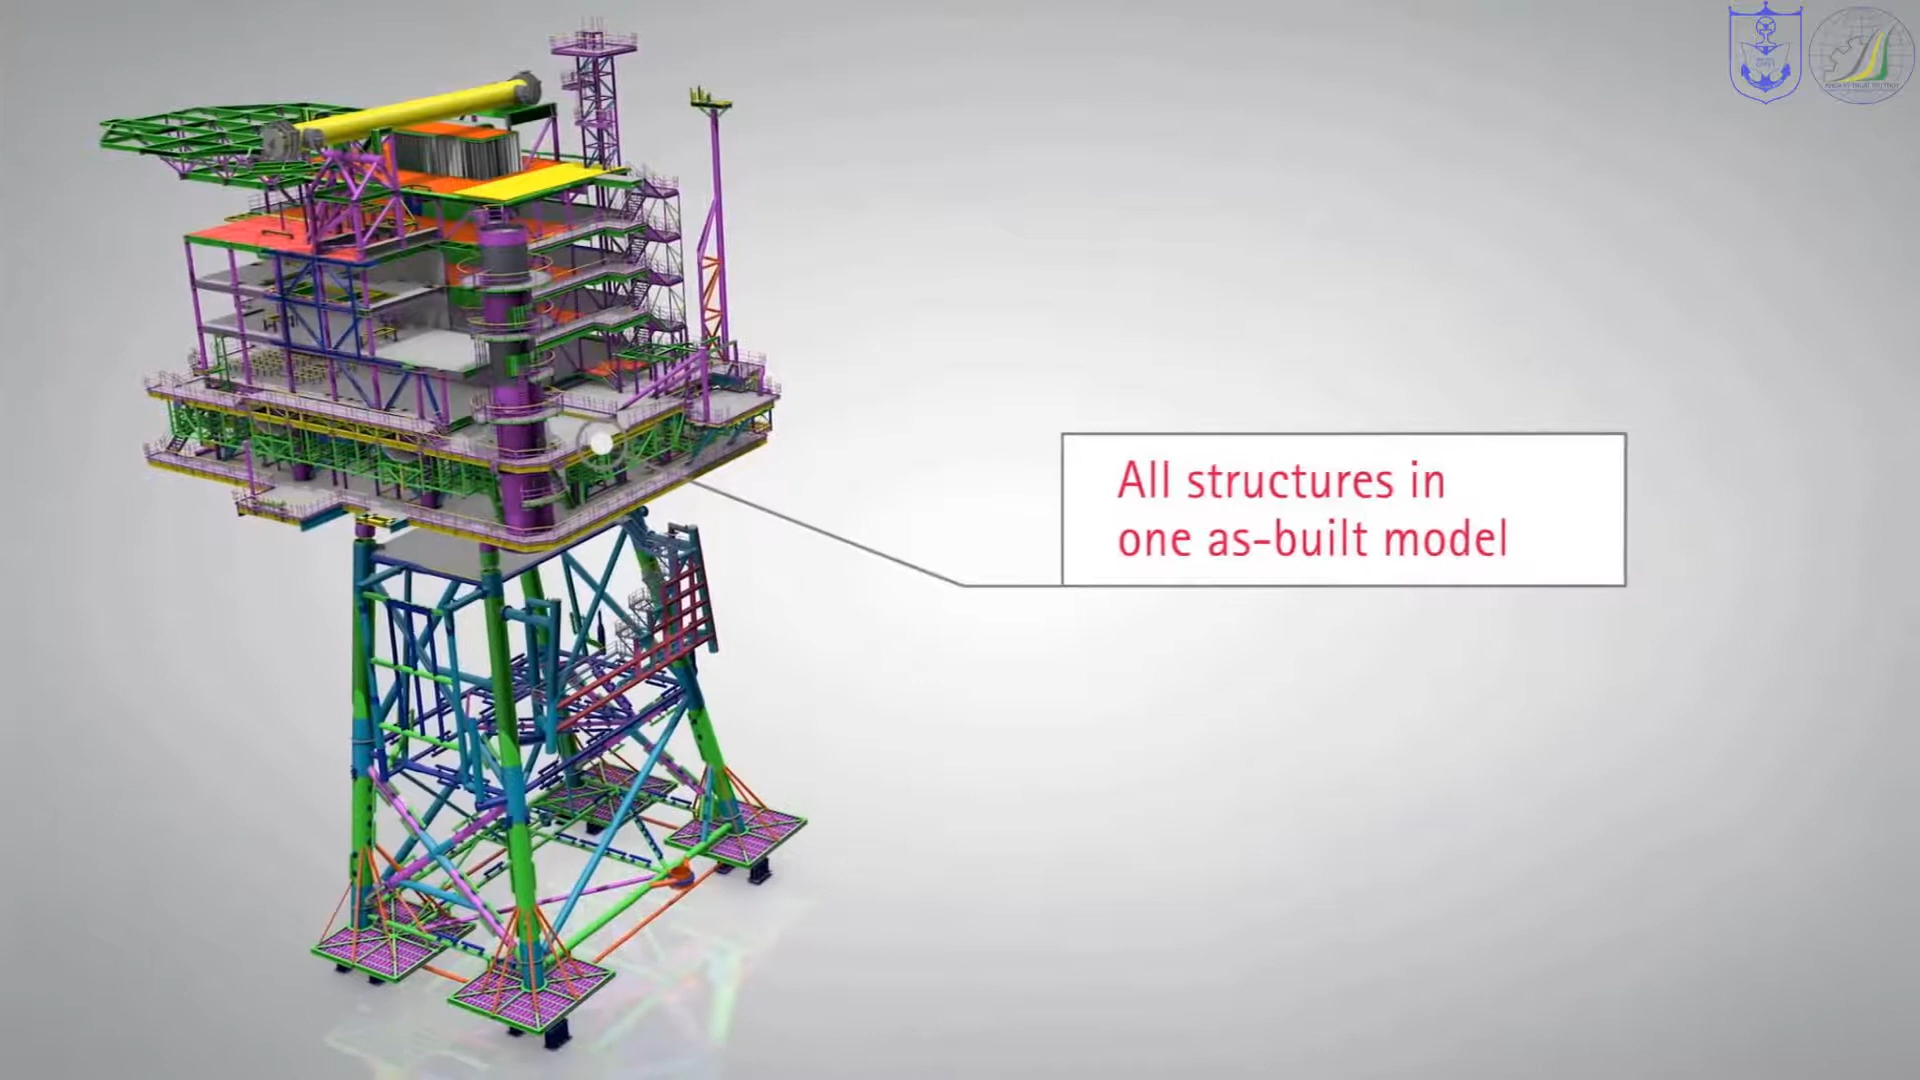 All structures in
one as-built model